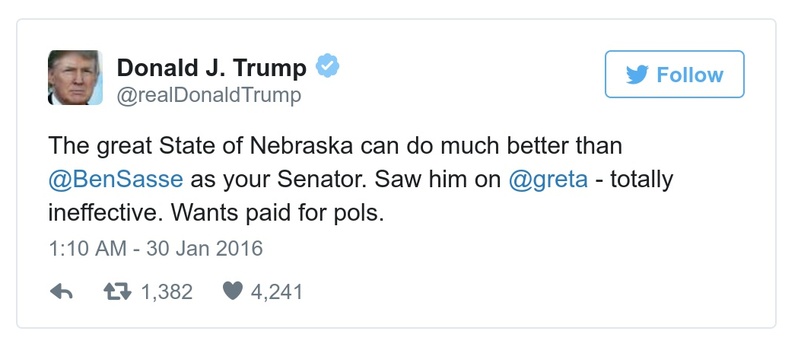 Donald J. Trump
@realDonaldTrump
Follow
The great State of Nebraska can do much better than
@BenSasse as your Senator. Saw him on @greta - totally
ineffective. Wants paid for pols.
1:10 AM - 30 Jan 2016
1,382 4,241